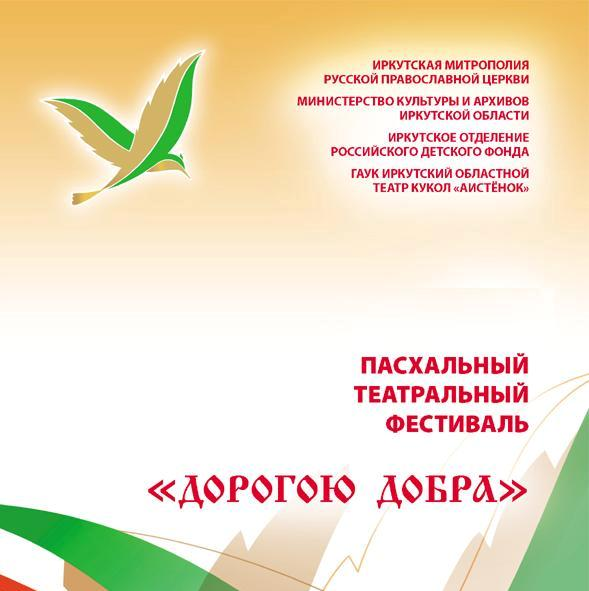 ИРКУТСКАЯ МИТРОПОЛИЯ
РУССКОЙ ПРАВОСЛАВНОЙ ЦЕРКВИ
МИНИСТЕРСТВО КУЛЬТУРЫ И АРХИВОВ
ИРКУТСКОЙ ОБЛАСТИ
ИРКУТСКОЕ ОТДЕЛЕНИЕ
РОССИЙСКОГО ДЕТСКОГО ФОНДА
ГАУК ИРКУТСКИЙ ОБЛАСТНОЙ
ТЕАТР КУКОЛ «АИСТЁНОК»
ПАСХАЛЬНЫЙ
ТЕАТРАЛЬНЫЙ
ФЕСТИВАЛЬ
«ДОРОГОЮ ДОБРА»